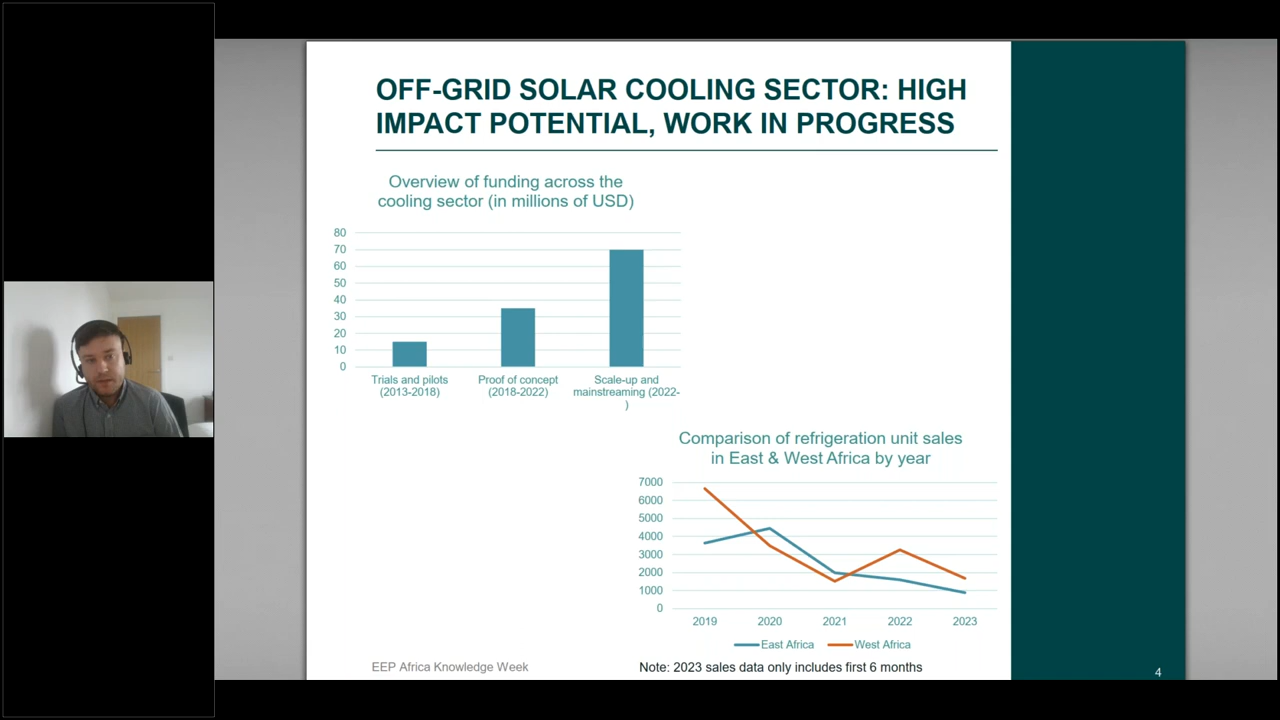 OFF-GRID SOLAR COOLING SECTOR: HIGH
IMPACT POTENTIAL, WORK IN PROGRESS
Overview of funding across the
cooling sector (in millions of USD)
80
70
60
50
40
30
20
10
0
Trials and pilots
(2013-2018)
Proof of concept
(2018-2022)
Scale-up and
mainstreaming (2022-
)
Comparison of refrigeration unit sales
in East & West Africa by year
7000
6000
5000
4000
3000
2000
1000
0
2019 2020 2021 2022 2023
East Africa West Africa
EEP Africa Knowledge Week
Note: 2023 sales data only includes first 6 months
4